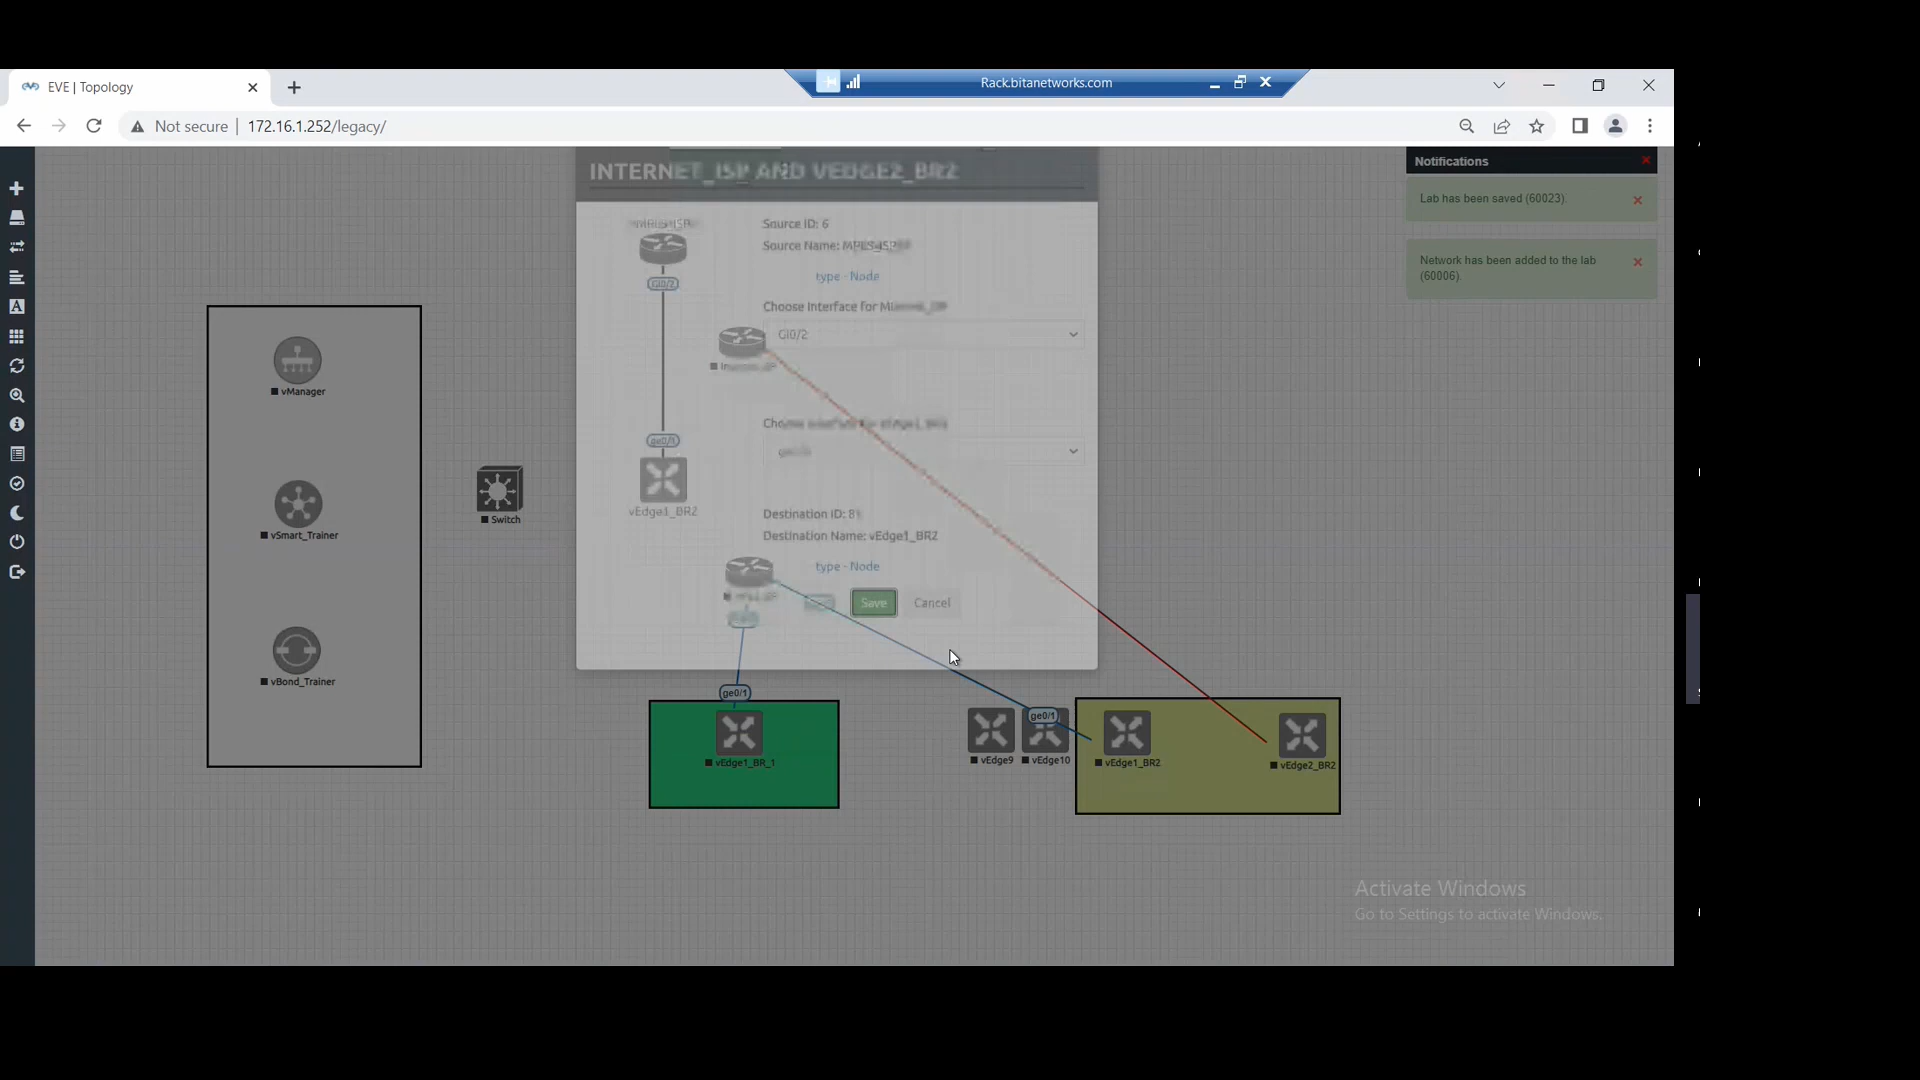 EVE | Topology
Rack.bitanetworks.com
Not secure | 172.16.1.252/legacy/
INTERNET_ISP AND VEDGE2_BR2
Notifications
Lab has been saved (60023).
Network has been added to the lab
(60006).
Source ID: 6
Source Name:
type - Node
Choose Interface for
Gi0/2
Gi0/2
ge0/1
vEdge1_BR2
Destination ID: 81
Destination Name: vEdge1_BR2
type - Node
Save
Cancel
vManager
vSmart_Trainer
Switch
vBond_Trainer
ge0/1
vEdge1_BR_1
ge0/1
vEdge9
vEdge10
vEdge1_BR2
vEdge2_BR2
Activate Windows
Go to Settings to activate Windows.